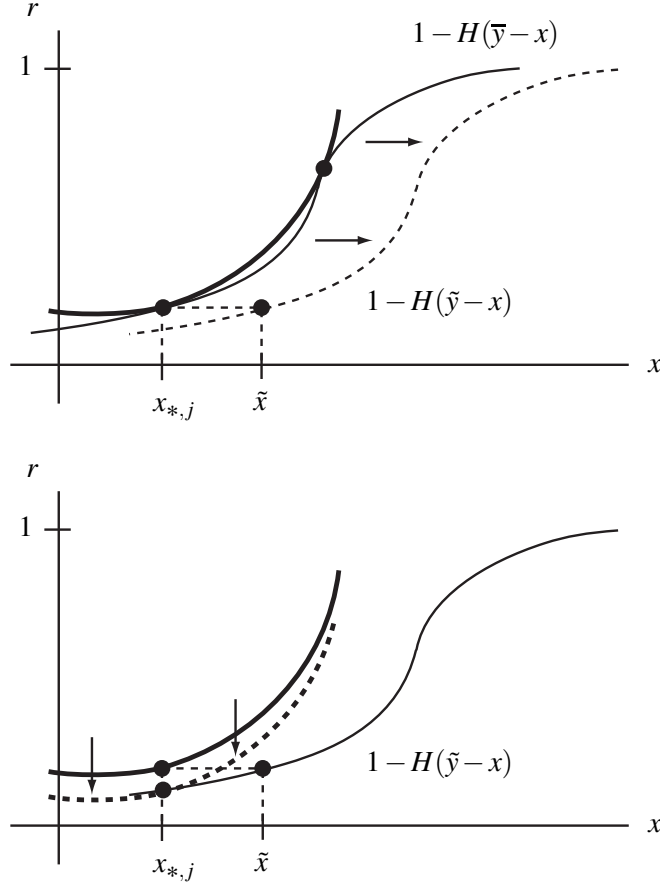 r
1 − H(y̅ − x)
1
1 − H(ỹ − x)
x
x∗,j
x̃
r
1
1 − H(ỹ − x)
x
x∗,j
x̃